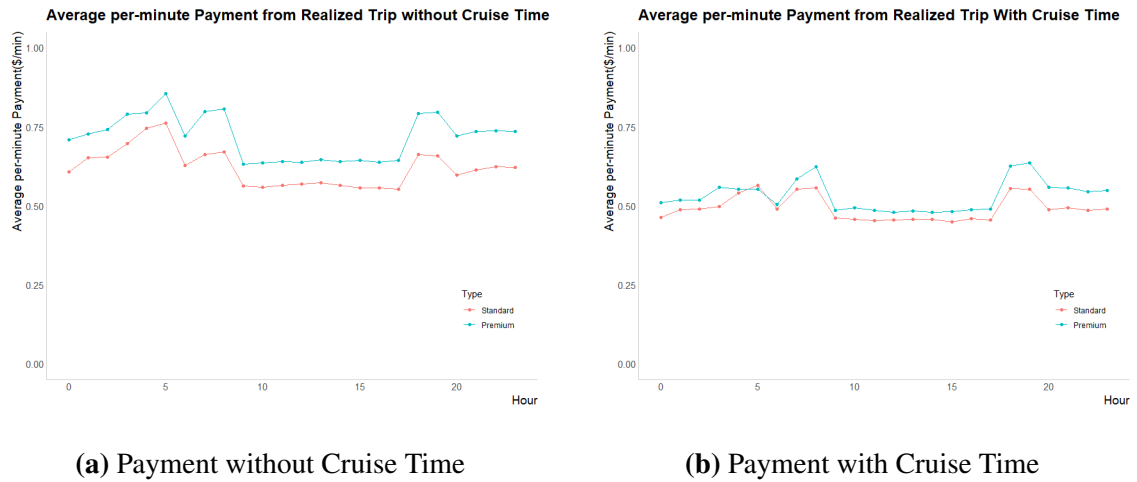 Average per-minute Payment from Realized Trip without Cruise Time
Average per-minute Payment($/min)
1.00
0.75
0.50
0.25
0.00
Type
Standard
Premium
0 5 10 15 20
Hour
(a) Payment without Cruise Time
Average per-minute Payment from Realized Trip With Cruise Time
Average per-minute Payment($/min)
1.00
0.75
0.50
0.25
0.00
Type
Standard
Premium
0 5 10 15 20
Hour
(b) Payment with Cruise Time